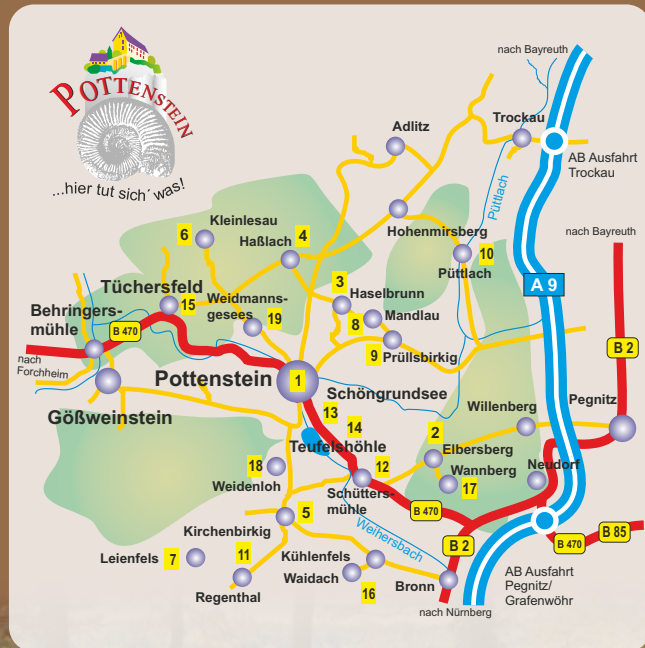 POTTENSTEIN
...hier tut sich´ was!
nach Bayreuth
Trockau
Adlitz
AB Ausfahrt
Trockau
Püttlach
nach Bayreuth
Kleinlesau
6
Haßlach
4
Hohenmirsberg
10
Püttlach
A 9
Tüchersfeld
15
3
Haselbrunn
Weidmanns-
gesees
19
8
Mandlau
Behringers-
mühle
B 470
9
Prüllsbirkig
B 2
nach
Forchheim
Pottenstein
1
Schöngrundsee
13
14
Gößweinstein
Willenberg
Pegnitz
Teufelshöhle
2
Elbersberg
12
18
Weidenloh
Wannberg
17
Neudorf
Schütters-
mühle
5
B 470
Kirchenbirkig
Weihersbach
B 2
B 470
B 85
Leienfels
7
11
Kühlenfels
Waidach
16
Regenthal
Bronn
AB Ausfahrt
Pegnitz/
Grafenwöhr
nach Nürnberg